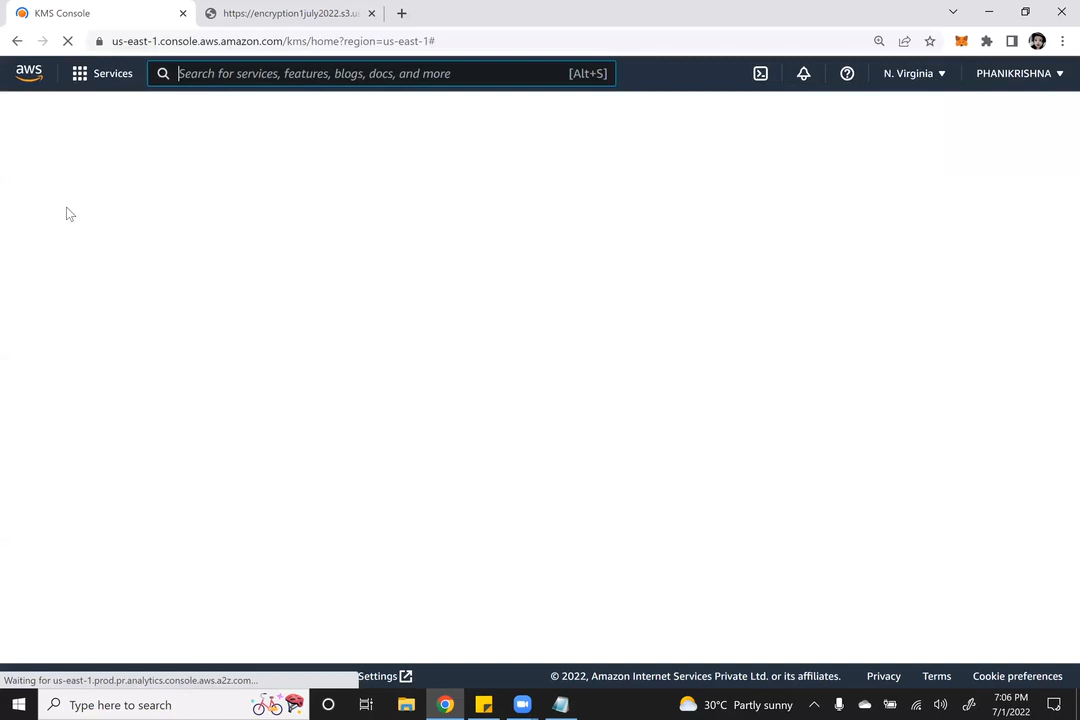 KMS Console
https://encryption1july2022.s3.us
us-east-1.console.aws.amazon.com/kms/home?region=us-east-1#
aws
Services
Search for services, features, blogs, docs, and more
[Alt+S]
N. Virginia
PHANIKRISHNA
Waiting for us-east-1.prod.pr.analytics.console.aws.a2z.com...
Settings
© 2022, Amazon Internet Services Private Ltd. or its affiliates.
Privacy
Terms
Cookie preferences
Type here to search
30°C Partly sunny
7:06 PM
7/1/2022